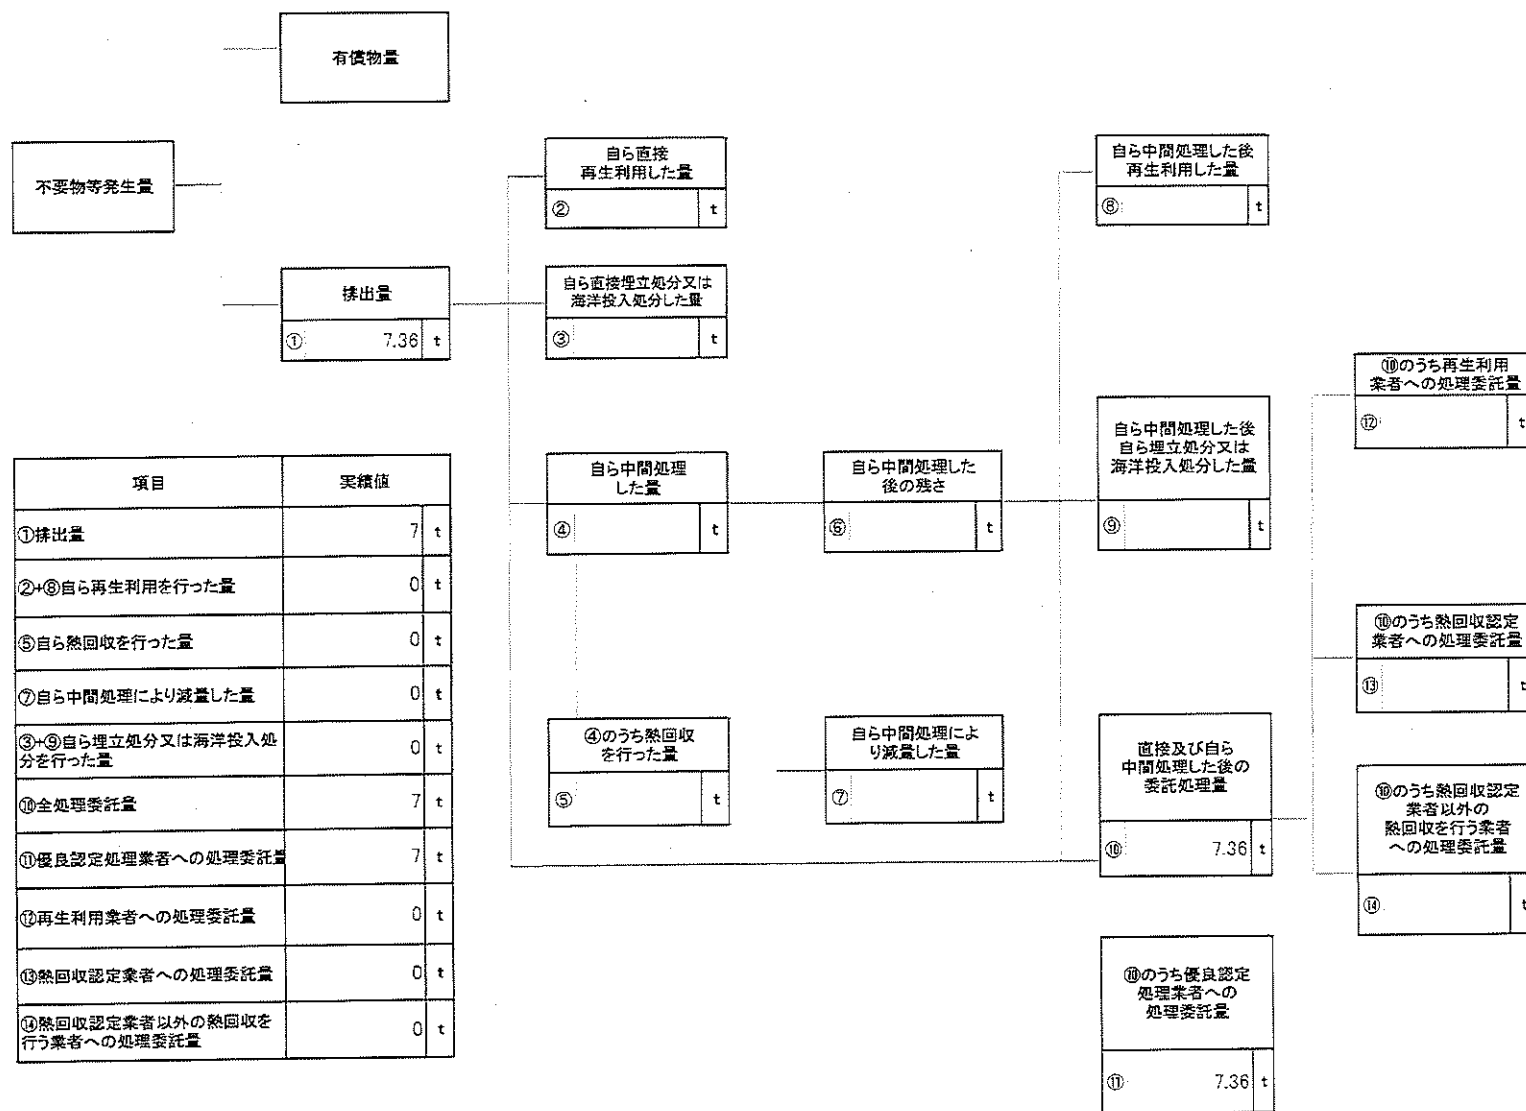 有償物量
不要物等発生量
排出量
① 7.36 t
自ら直接
再生利用した量
② t
自ら直接埋立処分又は
海洋投入処分した量
③ t
自ら中間処理
した量
④ t
④のうち熱回収
を行った量
⑤ t
自ら中間処理した
後の残さ
⑥ t
自ら中間処理によ
り減量した量
⑦ t
自ら中間処理した後
再生利用した量
⑧ t
自ら中間処理した後
自ら埋立処分又は
海洋投入処分した量
⑨ t
直接及び自ら
中間処理した後の
委託処理量
⑩ 7.36 t
⑩のうち優良認定
処理業者への
処理委託量
⑪ 7.36 t
⑩のうち再生利用
業者への処理委託量
⑫ t
⑩のうち熱回収認定
業者への処理委託量
⑬ t
⑩のうち熱回収認定
業者以外の
熱回収を行う業者
への処理委託量
⑭ t
項目 実績値
①排出量 7 t
②+⑧自ら再生利用を行った量 0 t
⑤自ら熱回収を行った量 0 t
⑦自ら中間処理により減量した量 0 t
③+⑨自ら埋立処分又は海洋投入処
分を行った量 0 t
⑩全処理委託量 7 t
⑪優良認定処理業者への処理委託量 7 t
⑫再生利用業者への処理委託量 0 t
⑬熱回収認定業者への処理委託量 0 t
⑭熱回収認定業者以外の熱回収を
行う業者への処理委託量 0 t